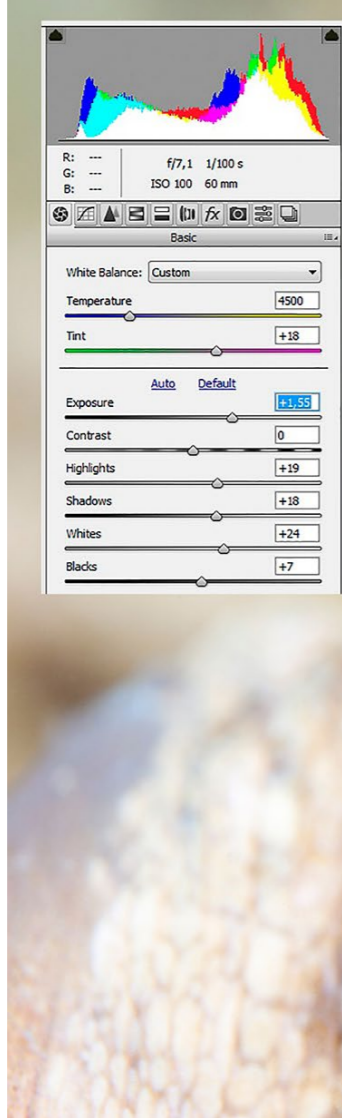 R: ---
G: ---
B: ---
f/7,1 1/100 s
ISO 100 60 mm
fx
Basic
White Balance: Custom
Temperature 4500
Tint +18
Auto Default
Exposure +1,55
Contrast 0
Highlights +19
Shadows +18
Whites +24
Blacks +7